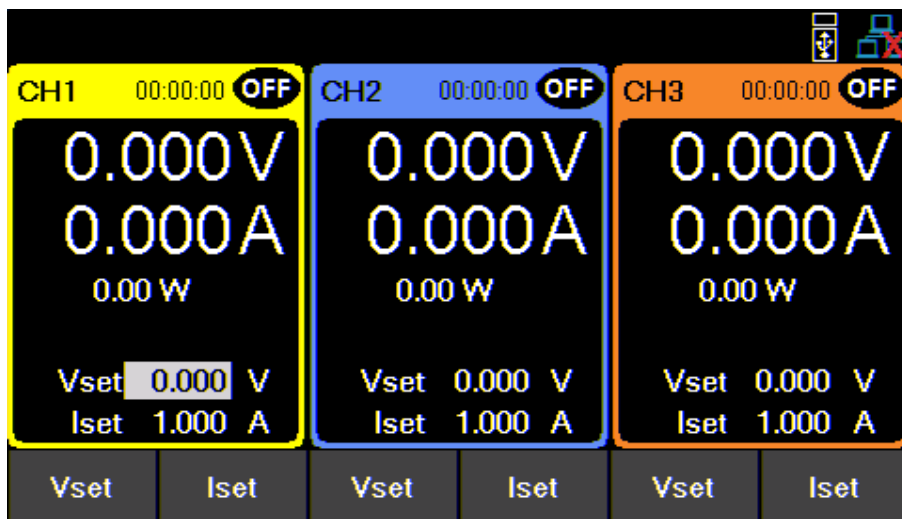 CH1 00:00:00 OFF CH2 00:00:00 OFF CH3 00:00:00 OFF
0.000V 0.000V 0.000V
0.000A 0.000A 0.000A
0.00 W 0.00 W 0.00 W
Vset 0.000 V Vset 0.000 V Vset 0.000 V
Iset 1.000 A Iset 1.000 A Iset 1.000 A
Vset Iset Vset Iset Vset Iset